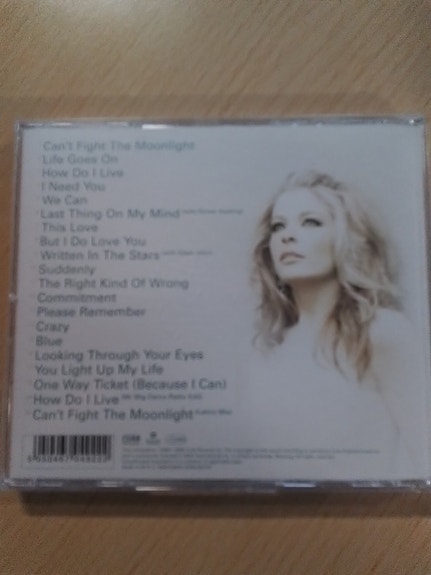 Can't Fight The Moonlight
Life Goes On
How Do I Live
I Need You
We Can
Last Thing On My Mind
This Love
But I Do Love You
Written In The Stars
Suddenly
The Right Kind Of Wrong
Commitment
Please Remember
Crazy
Blue
Looking Through Your Eyes
You Light Up My Life
One Way Ticket (Because I Can)
How Do I Live
Can't Fight The Moonlight